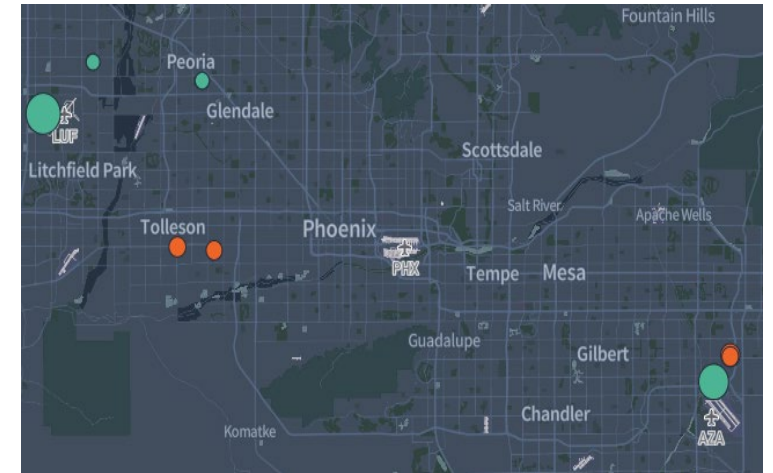 Fountain Hills
Peoria
Glendale
LUF
Scottsdale
Litchfield Park
Salt River
Apache Wells
Tolleson
Phoenix
PHX
Tempe
Mesa
Guadalupe
Gilbert
Chandler
Komatke
AZA